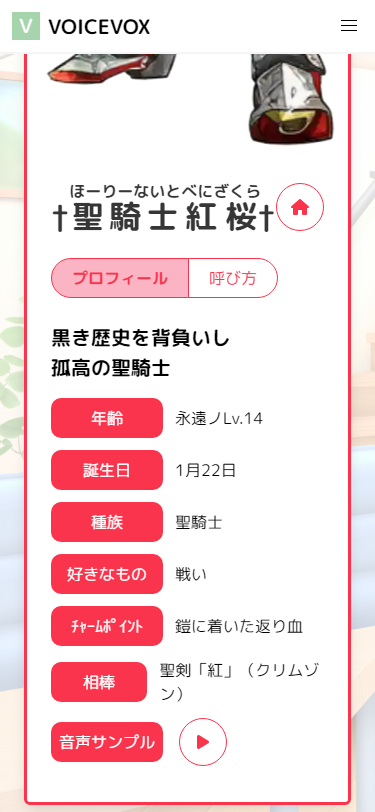 V VOICEVOX
ほーりーないとべにざくら
†聖騎士紅桜†
プロフィール
呼び方
黒き歴史を背負いし
孤高の聖騎士
年齢 永遠ノLv.14
誕生日 1月22日
種族 聖騎士
好きなもの 戦い
ﾁｬｰﾑﾎﾟｲﾝﾄ 鎧に着いた返り血
相棒 聖剣「紅」（クリムゾ
ン）
音声サンプル